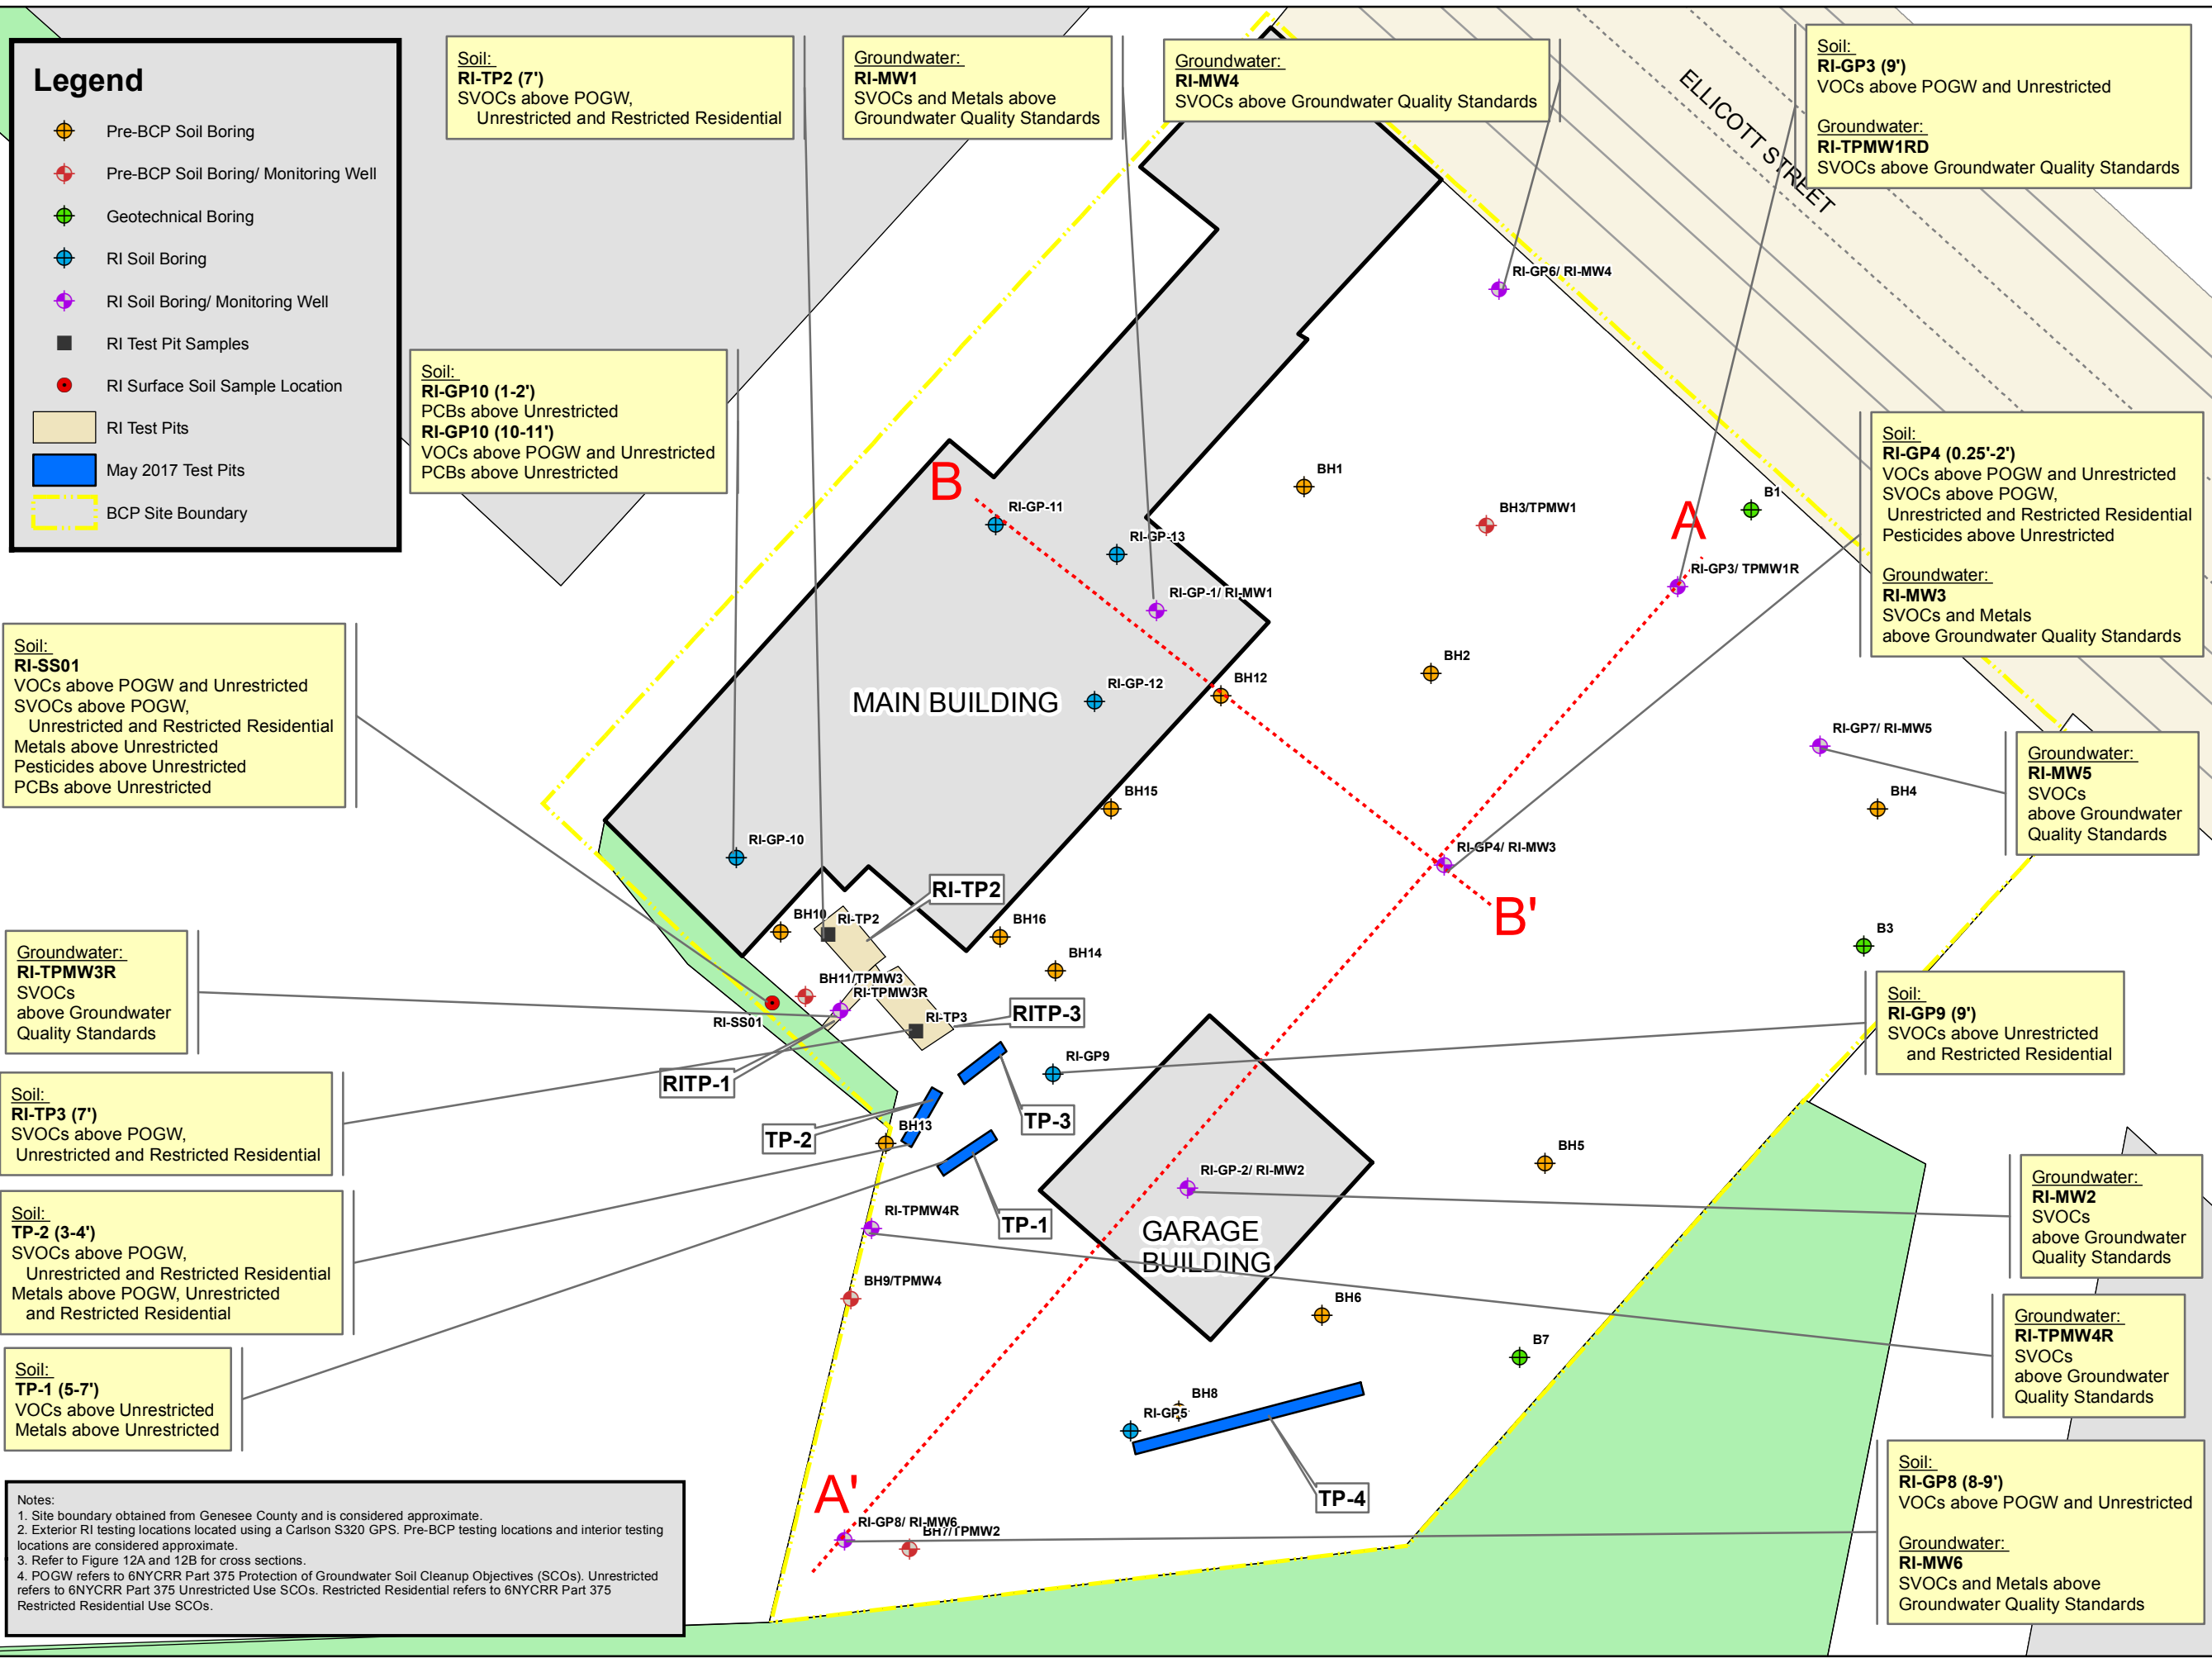 Legend
Pre-BCP Soil Boring
Pre-BCP Soil Boring/ Monitoring Well
Geotechnical Boring
RI Soil Boring
RI Soil Boring/ Monitoring Well
RI Test Pit Samples
RI Surface Soil Sample Location
RI Test Pits
May 2017 Test Pits
BCP Site Boundary
Soil:
RI-TP2 (7')
SVOCs above POGW,
Unrestricted and Restricted Residential
Groundwater:
RI-MW1
SVOCs and Metals above
Groundwater Quality Standards
Groundwater:
RI-MW4
SVOCs above Groundwater Quality Standards
Soil:
RI-GP3 (9')
VOCs above POGW and Unrestricted
Groundwater:
RI-TPMW1RD
SVOCs above Groundwater Quality Standards
ELLICOTT STREET
Soil:
RI-GP10 (1-2')
PCBs above Unrestricted
RI-GP10 (10-11')
VOCs above POGW and Unrestricted
PCBs above Unrestricted
Soil:
RI-GP4 (0.25'-2')
VOCs above POGW and Unrestricted
SVOCs above POGW,
Unrestricted and Restricted Residential
Pesticides above Unrestricted
Groundwater:
RI-MW3
SVOCs and Metals
above Groundwater Quality Standards
Soil:
RI-SS01
VOCs above POGW and Unrestricted
SVOCs above POGW,
Unrestricted and Restricted Residential
Metals above Unrestricted
Pesticides above Unrestricted
PCBs above Unrestricted
Groundwater:
RI-MW5
SVOCs
above Groundwater
Quality Standards
Groundwater:
RI-TPMW3R
SVOCs
above Groundwater
Quality Standards
Soil:
RI-GP9 (9')
SVOCs above Unrestricted
and Restricted Residential
Soil:
RI-TP3 (7')
SVOCs above POGW,
Unrestricted and Restricted Residential
Soil:
TP-2 (3-4')
SVOCs above POGW,
Unrestricted and Restricted Residential
Metals above POGW, Unrestricted
and Restricted Residential
Soil:
TP-1 (5-7')
VOCs above Unrestricted
Metals above Unrestricted
Groundwater:
RI-MW2
SVOCs
above Groundwater
Quality Standards
Groundwater:
RI-TPMW4R
SVOCs
above Groundwater
Quality Standards
Soil:
RI-GP8 (8-9')
VOCs above POGW and Unrestricted
Groundwater:
RI-MW6
SVOCs and Metals above
Groundwater Quality Standards
RI-GP6/ RI-MW4
BH1
B
RI-GP-11
BH3/TPMW1
B1
A
RI-GP-13
RI-GP3/ TPMW1R
RI-GP-1/ RI-MW1
BH2
BH12
RI-GP-12
MAIN BUILDING
RI-GP7/ RI-MW5
BH15
BH4
RI-GP-10
RI-GP4/ RI-MW3
RI-TP2
B'
BH10
RI-TP2
BH16
B3
BH14
BH11/TPMW3
RI-TPMW3R
RI-SS01
RI-TP3
RITP-3
RI-GP9
RITP-1
TP-3
BH13
TP-2
BH5
RI-GP-2/ RI-MW2
RI-TPMW4R
TP-1
GARAGE
BUILDING
BH9/TPMW4
BH6
B7
BH8
RI-GP5
A'
TP-4
RI-GP8/ RI-MW6
BH7/TPMW2
Notes:
1. Site boundary obtained from Genesee County and is considered approximate.
2. Exterior RI testing locations located using a Carlson S320 GPS. Pre-BCP testing locations and interior testing
locations are considered approximate.
3. Refer to Figure 12A and 12B for cross sections.
4. POGW refers to 6NYCRR Part 375 Protection of Groundwater Soil Cleanup Objectives (SCOs). Unrestricted
refers to 6NYCRR Part 375 Unrestricted Use SCOs. Restricted Residential refers to 6NYCRR Part 375
Restricted Residential Use SCOs.